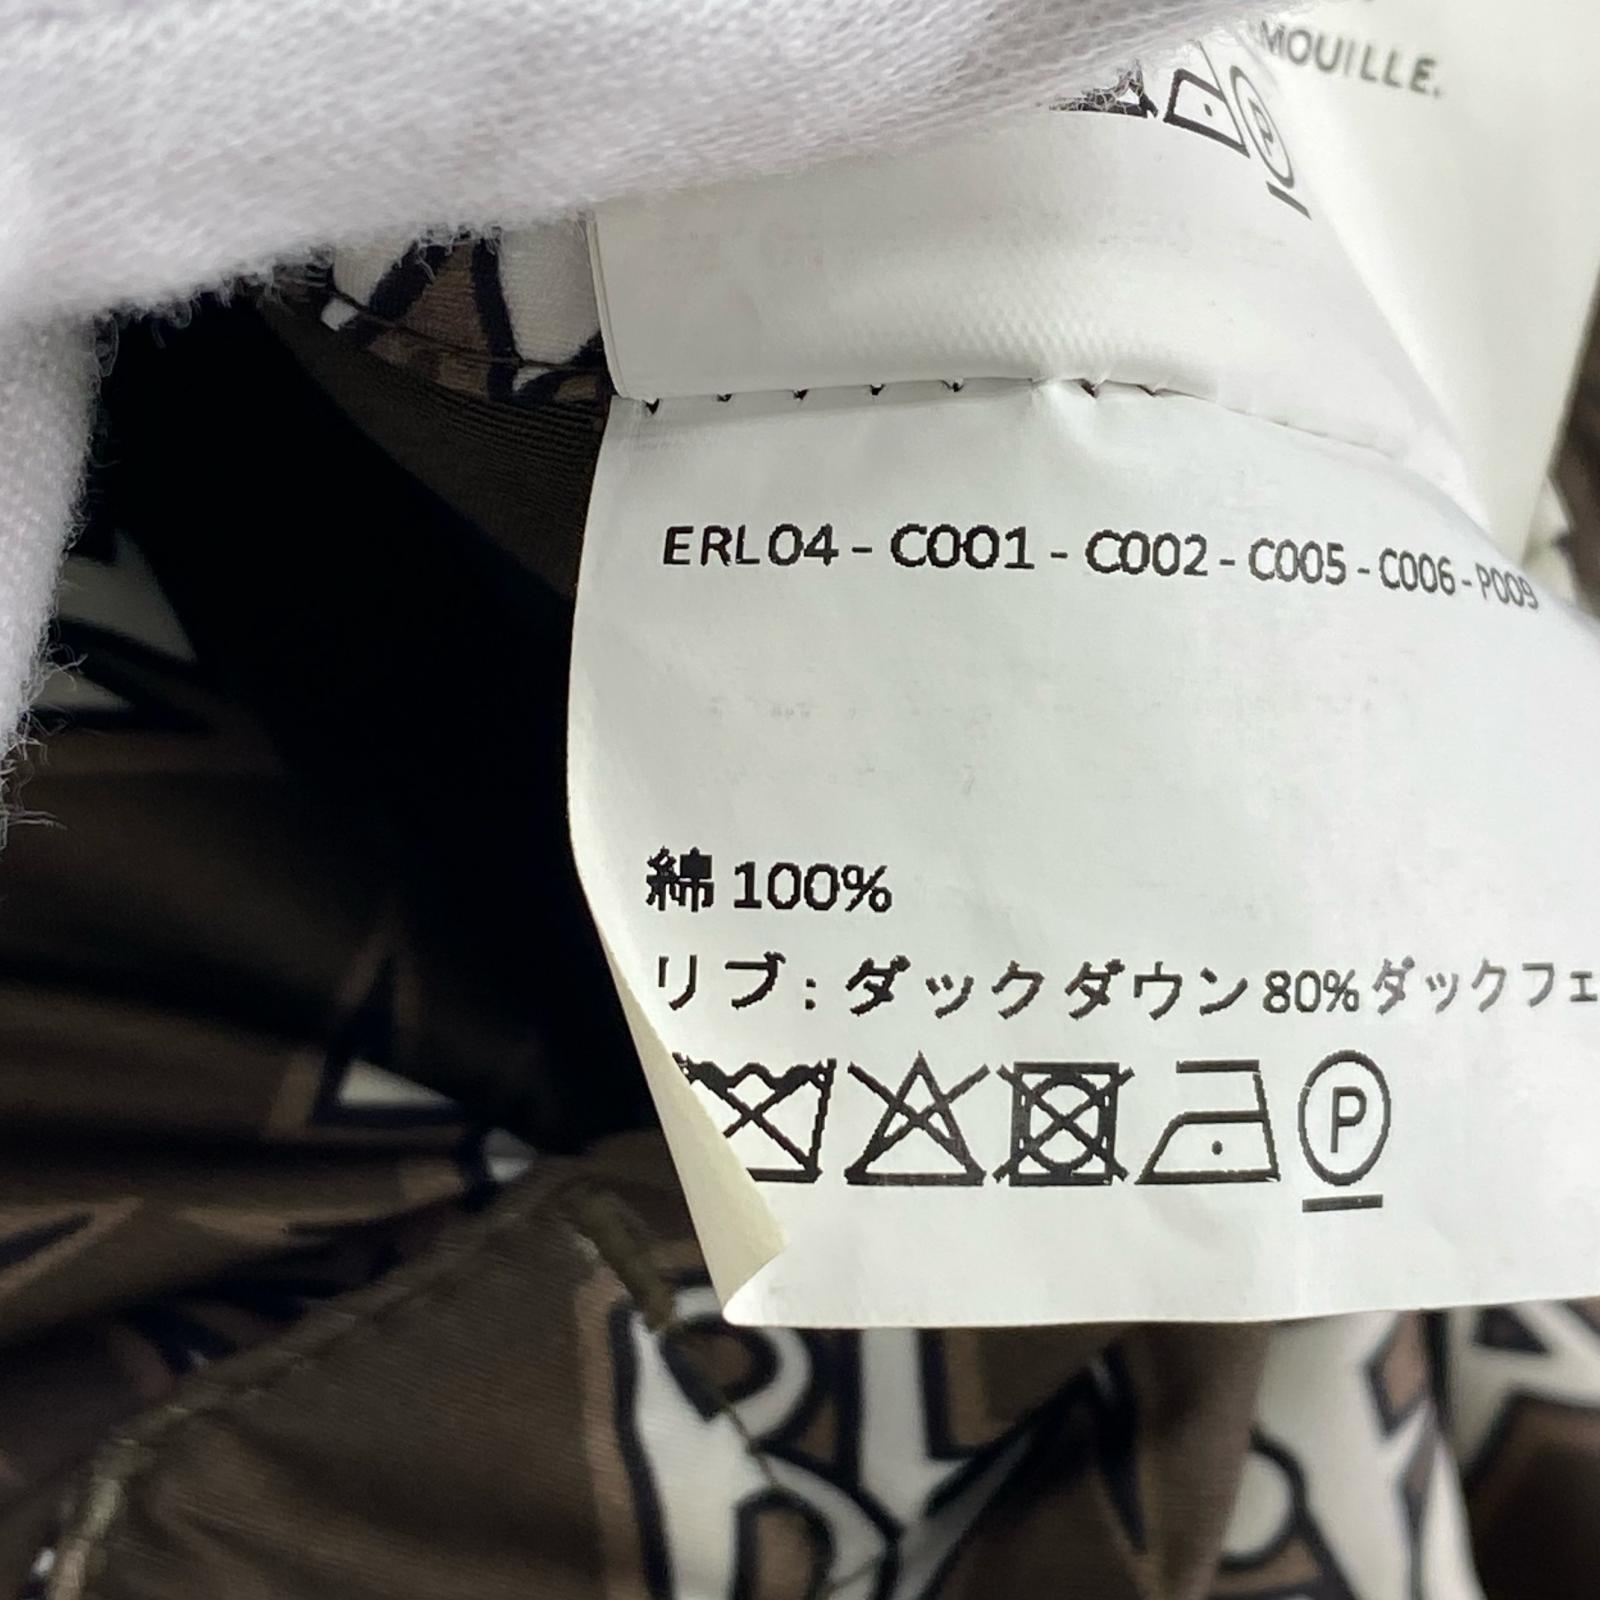 MOUILLE.
ERL04 - C001 - C002 - C005 - C006 - P009
綿 100%
リブ : ダックダウン 80% ダックフェ
P